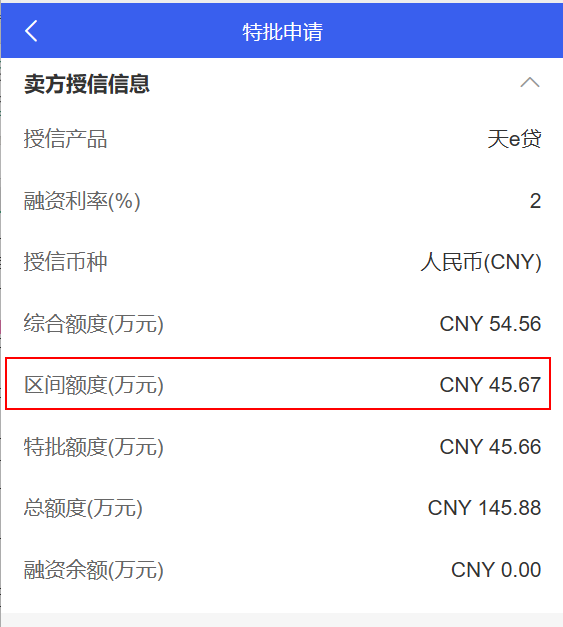 特批申请
卖方授信信息
授信产品 天e贷
融资利率(%) 2
授信币种 人民币(CNY)
综合额度(万元) CNY 54.56
区间额度(万元) CNY 45.67
特批额度(万元) CNY 45.66
总额度(万元) CNY 145.88
融资余额(万元) CNY 0.00